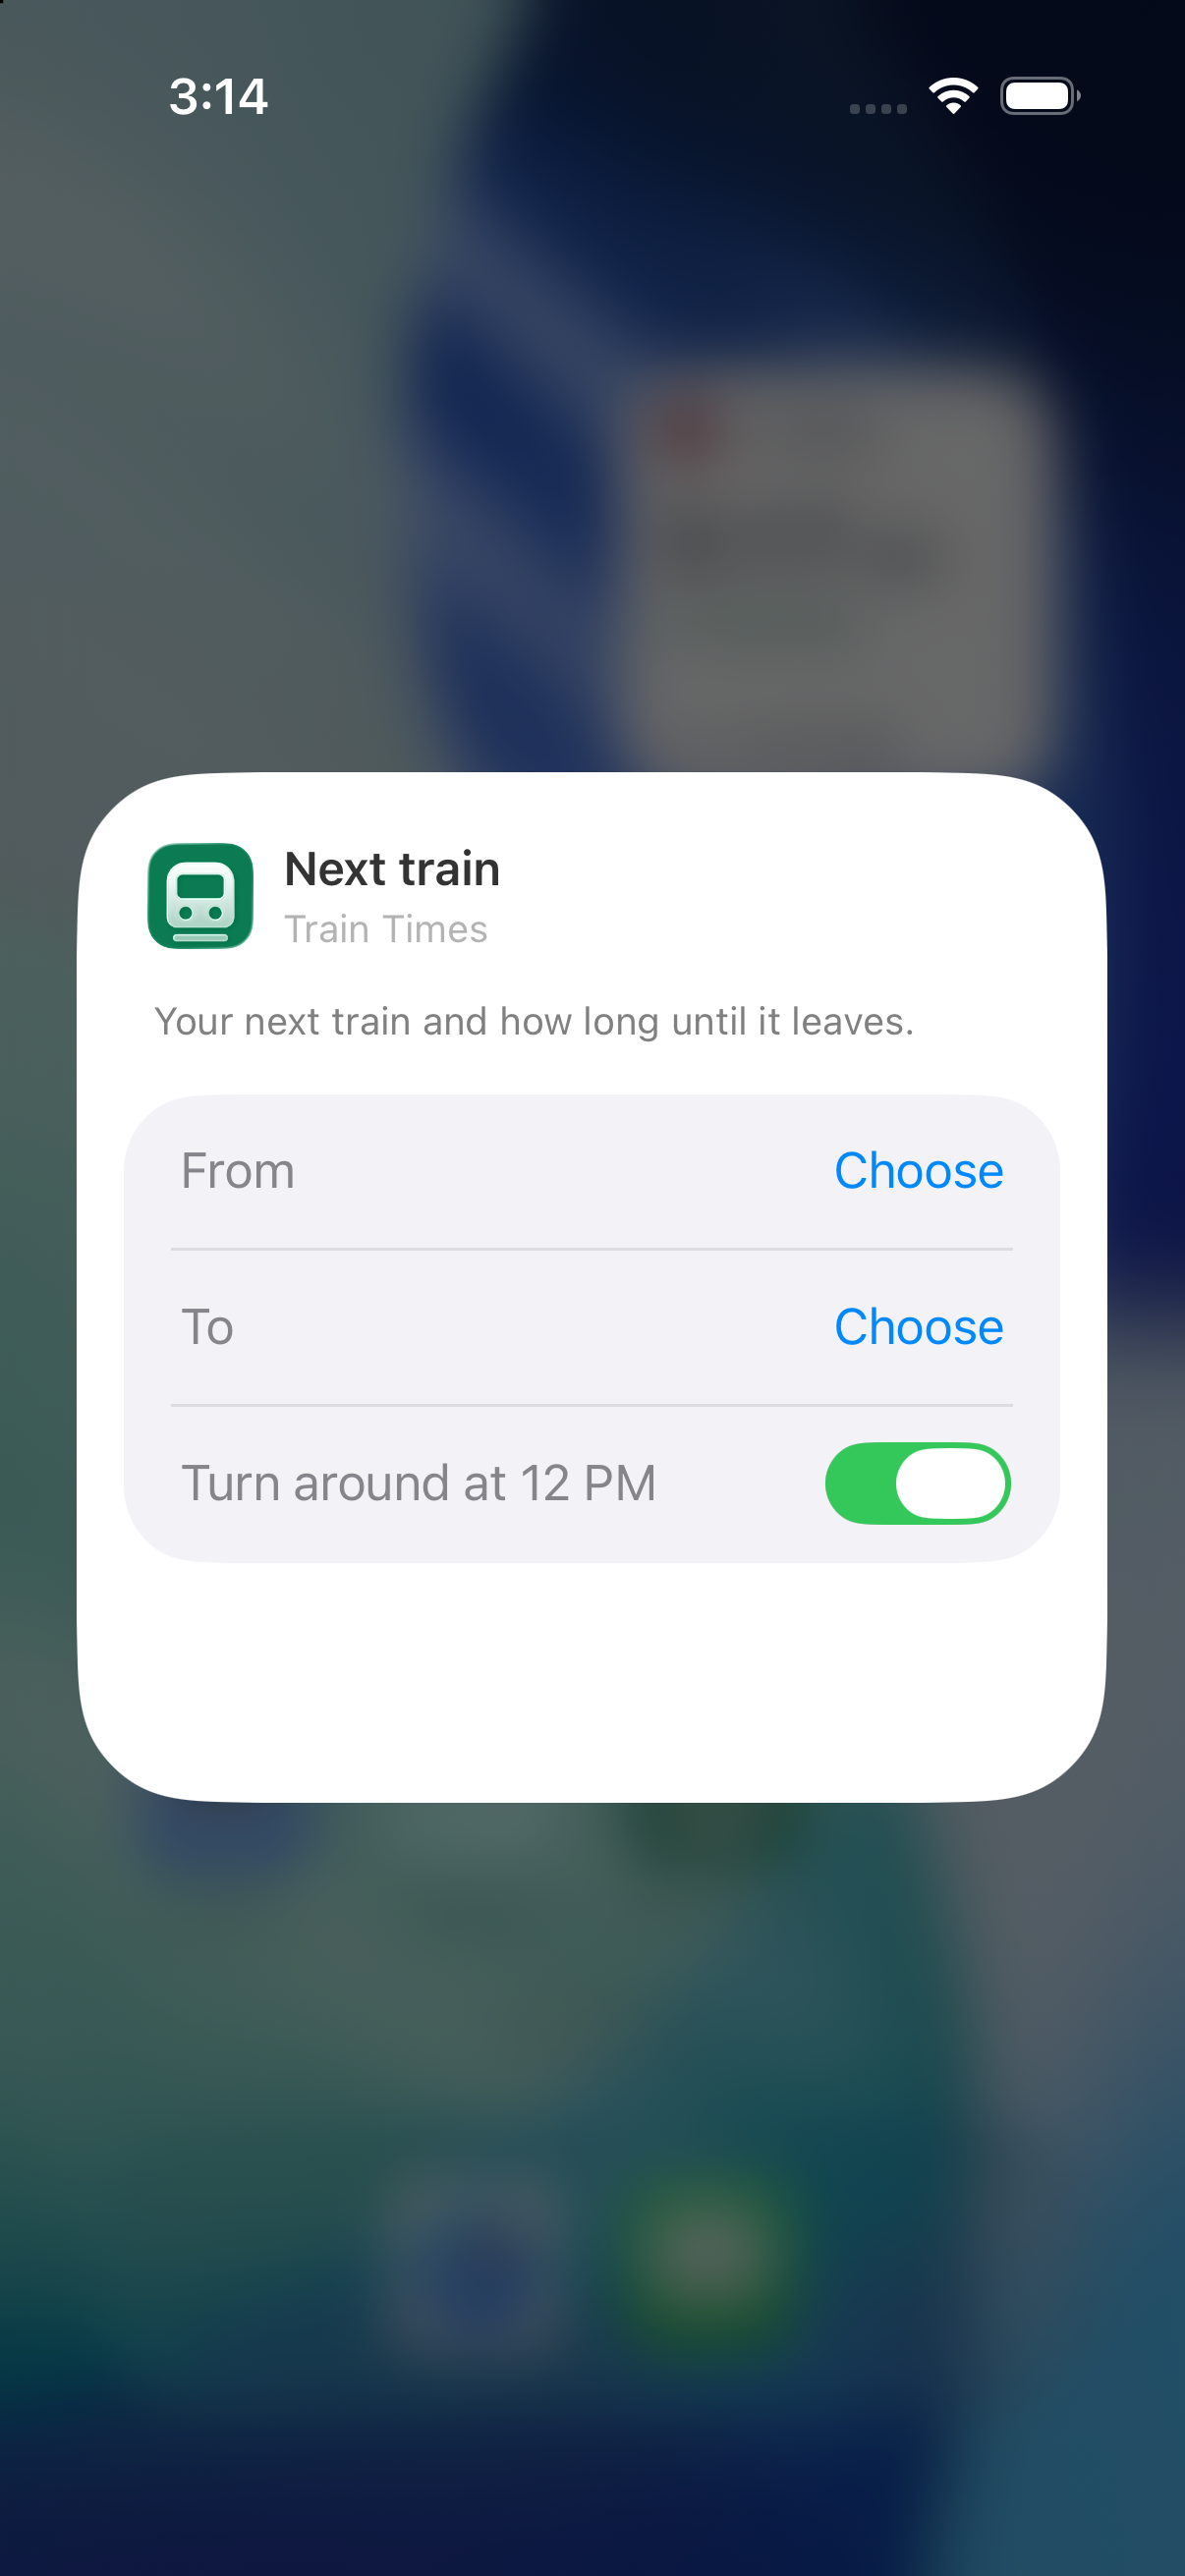 3:14
Next train
Train Times
Your next train and how long until it leaves.
From
Choose
To
Choose
Turn around at 12 PM